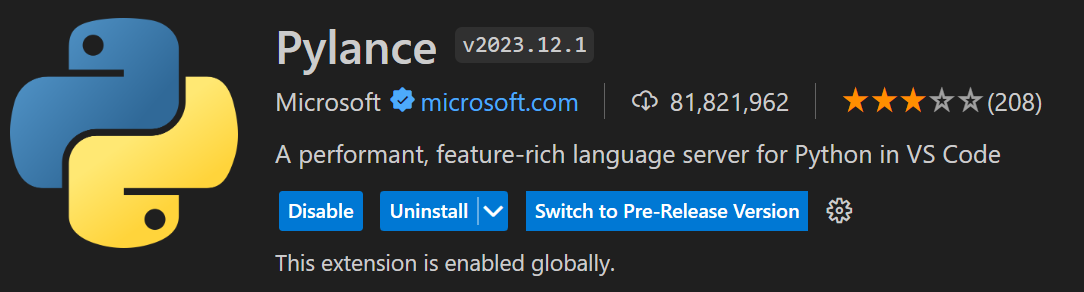 Pylance v2023.12.1
Microsoft microsoft.com 81,821,962 (208)
A performant, feature-rich language server for Python in VS Code
Disable Uninstall Switch to Pre-Release Version
This extension is enabled globally.